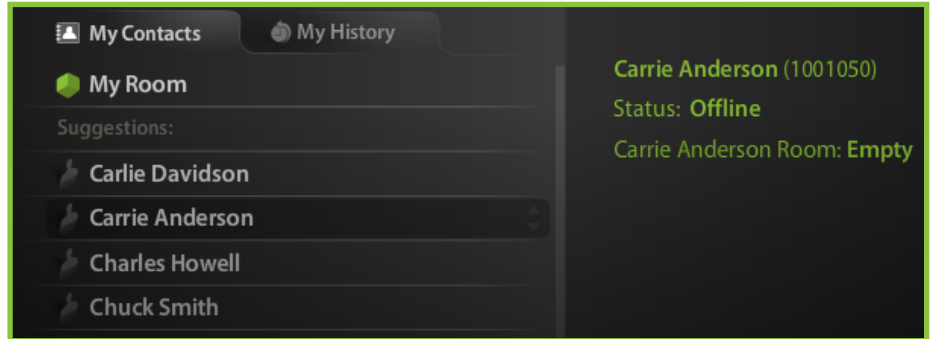 My Contacts
My History
My Room
Suggestions:
Carlie Davidson
Carrie Anderson
Charles Howell
Chuck Smith
Carrie Anderson (1001050)
Status: Offline
Carrie Anderson Room: Empty